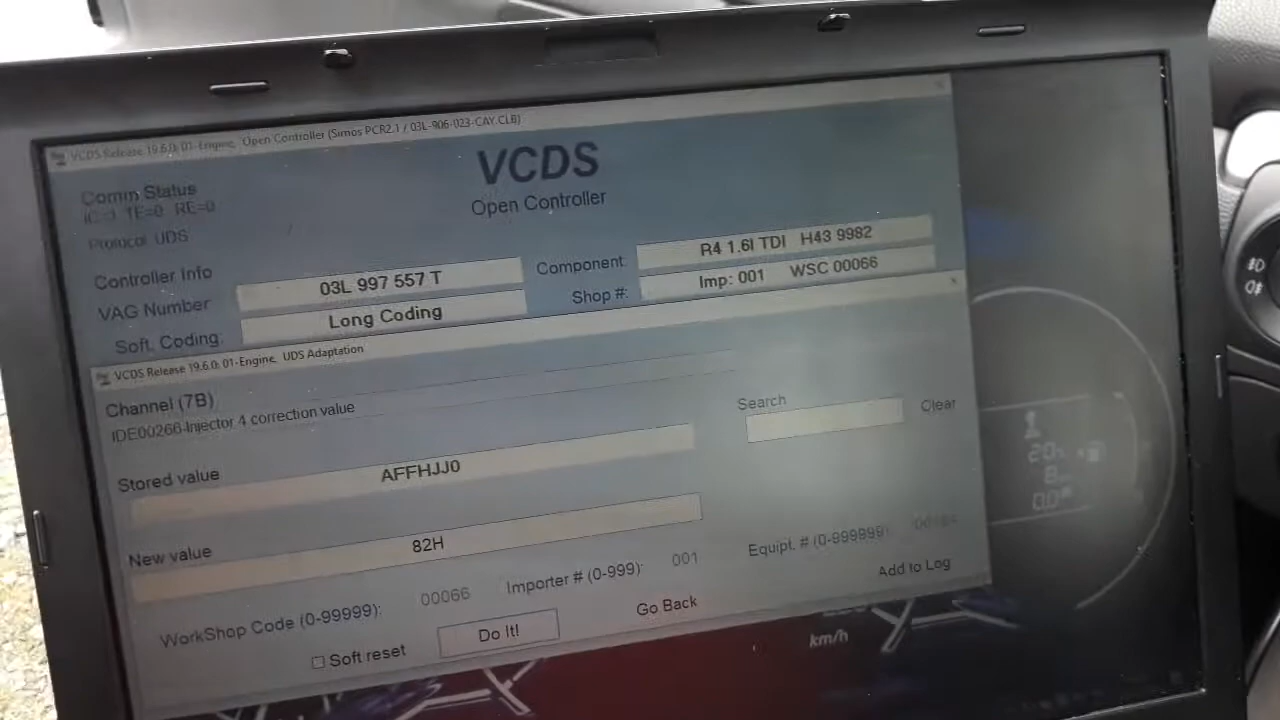 VCDS Release 19.6.0: 01-Engine, Open Controller (Simos PCR2.1 / 03L-906-023-CAY.CLB)
VCDS
Open Controller
Comm Status
IC=1 TE=0 RE=0
Protocol: UDS
Controller Info
VAG Number
03L 997 557 T
Component:
R4 1.6l TDI H43 9982
Soft. Coding:
Long Coding
Shop #:
Imp: 001 WSC 00066
VCDS Release 19.6.0: 01-Engine, UDS Adaptation
Channel (7B)
IDE00266-Injector 4 correction value
Search
Clear
Stored value
AFFHJJ0
New value
82H
WorkShop Code (0-99999):
00066
Importer # (0-999):
001
Equipt. # (0-999999):
Add to Log
Soft reset
Do It!
Go Back
km/h
20
8
0.0